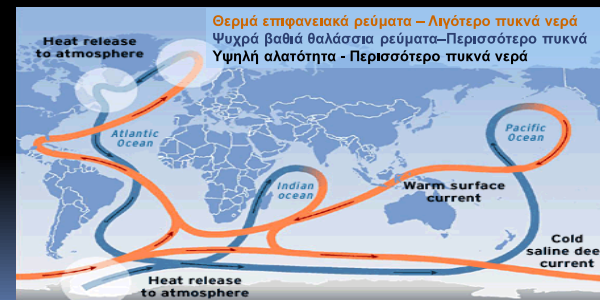 Θερμά επιφανειακά ρεύματα – Λιγότερο πυκνά νερά
Ψυχρά βαθιά θαλάσσια ρεύματα–Περισσότερο πυκνά
Υψηλή αλατότητα - Περισσότερο πυκνά νερά
Heat release
to atmosphere
Atlantic
Ocean
Pacific
Ocean
Indian
ocean
Warm surface
current
Cold
saline dee
current
Heat release
to atmosphere